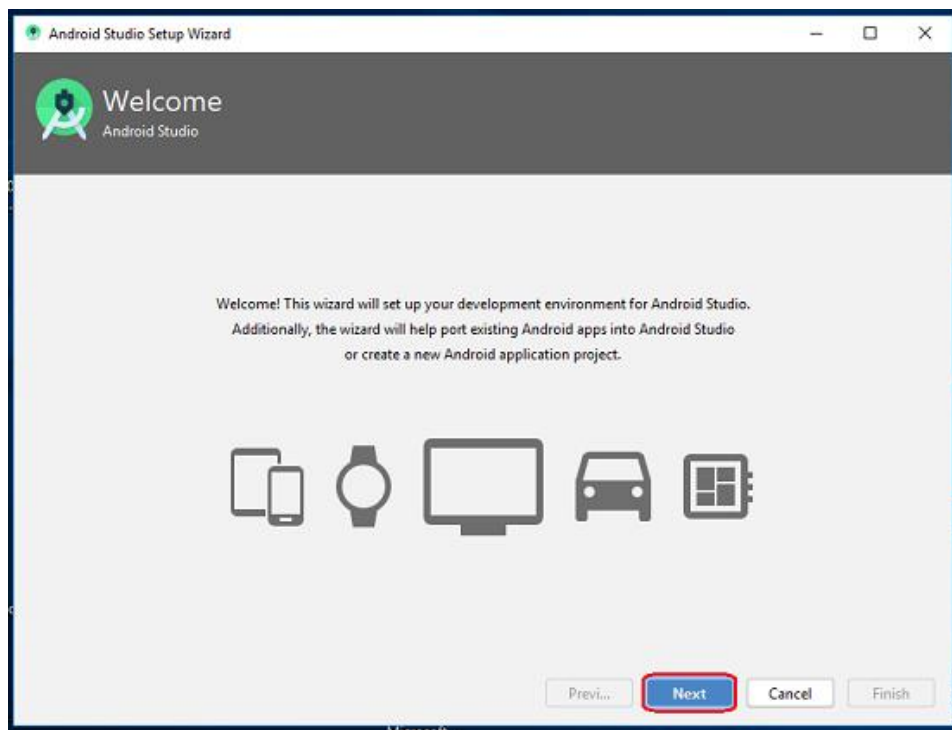 Android Studio Setup Wizard
Welcome
Android Studio
Welcome! This wizard will set up your development environment for Android Studio.
Additionally, the wizard will help port existing Android apps into Android Studio
or create a new Android application project.
Previ... Next Cancel Finish